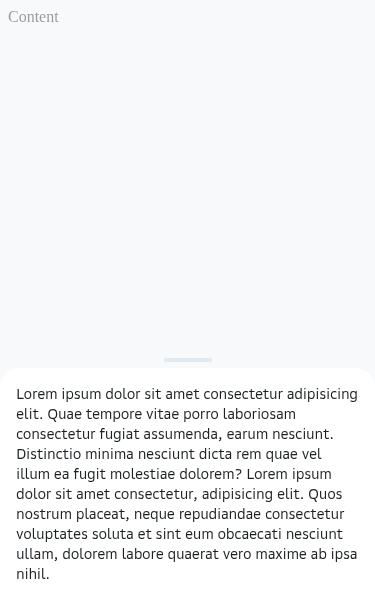 Content
Lorem ipsum dolor sit amet consectetur adipisicing
elit. Quae tempore vitae porro laboriosam
consectetur fugiat assumenda, earum nesciunt.
Distinctio minima nesciunt dicta rem quae vel
illum ea fugit molestiae dolorem? Lorem ipsum
dolor sit amet consectetur, adipisicing elit. Quos
nostrum placeat, neque repudiandae consectetur
voluptates soluta et sint eum obcaecati nesciunt
ullam, dolorem labore quaerat vero maxime ab ipsa
nihil.